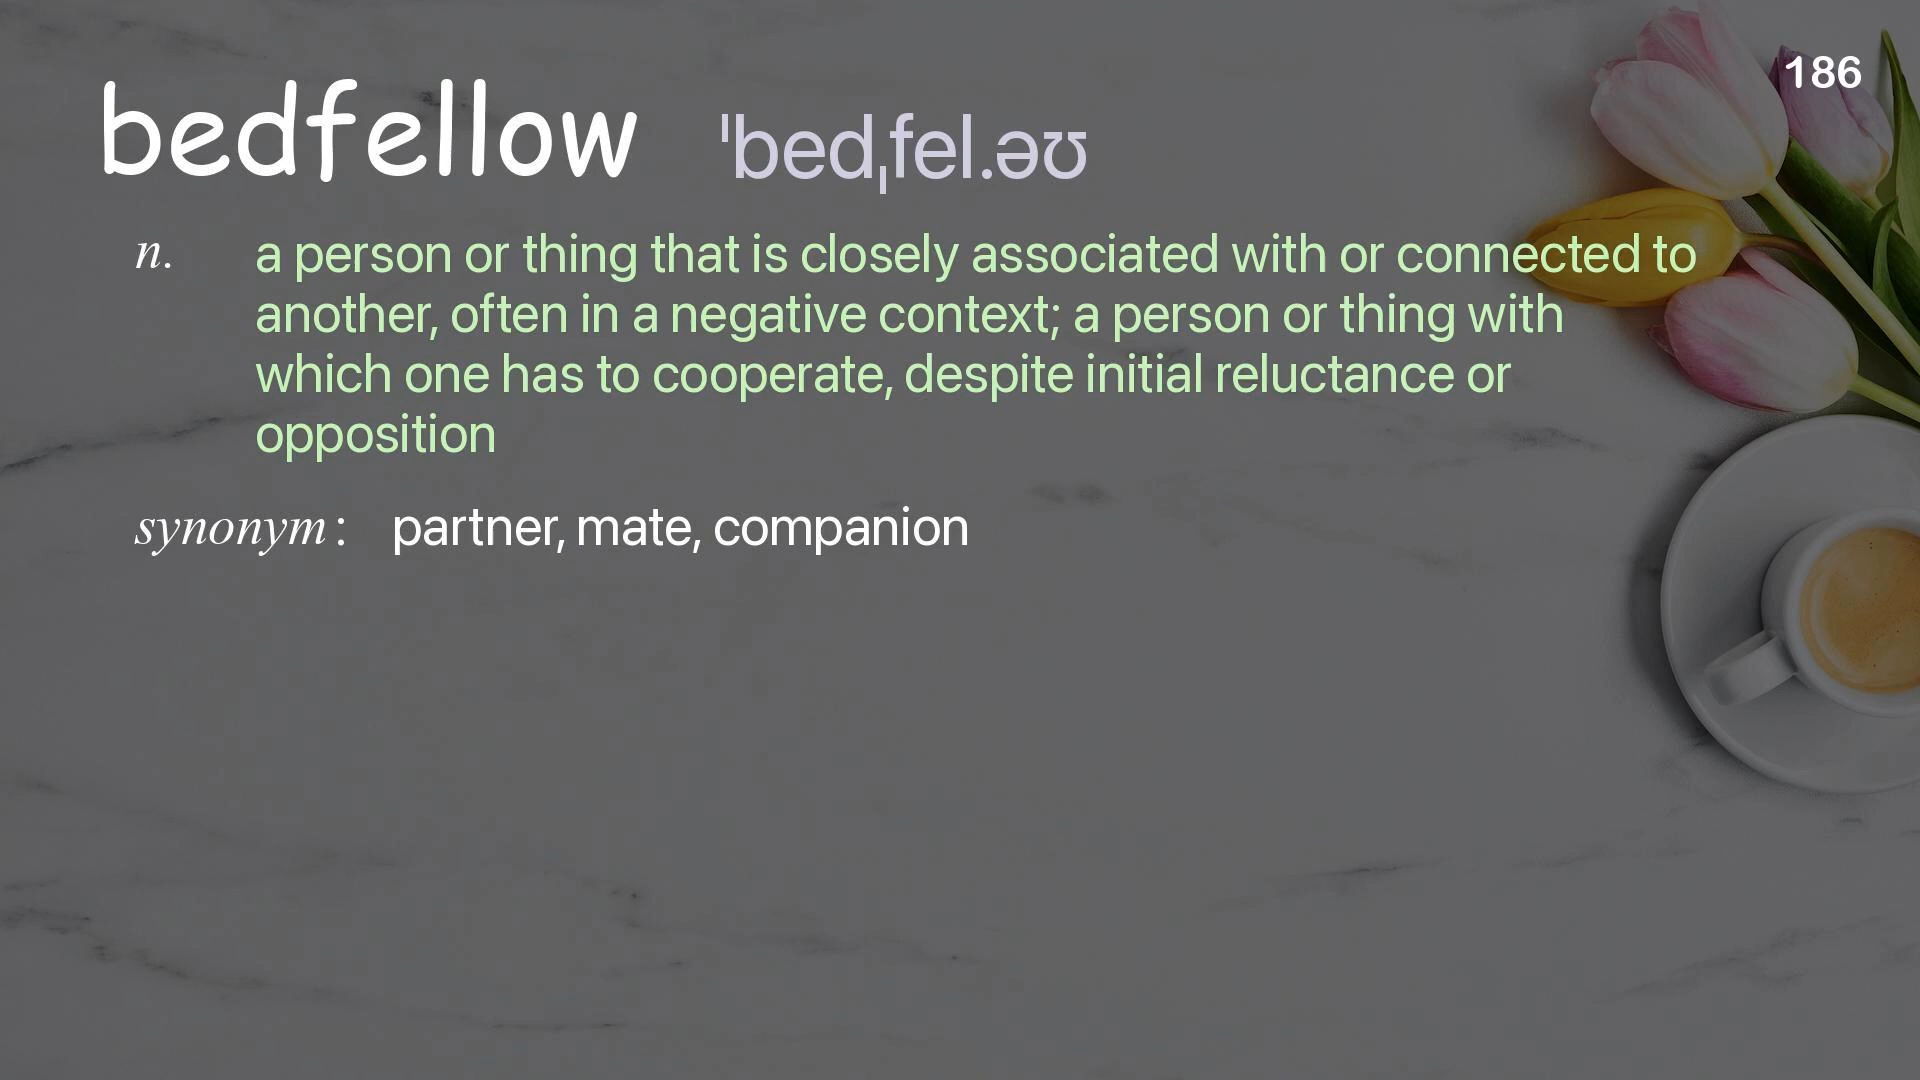 186
bedfellow ˈbedˌfel.əʊ
n. a person or thing that is closely associated with or connected to
another, often in a negative context; a person or thing with
which one has to cooperate, despite initial reluctance or
opposition
synonym: partner, mate, companion